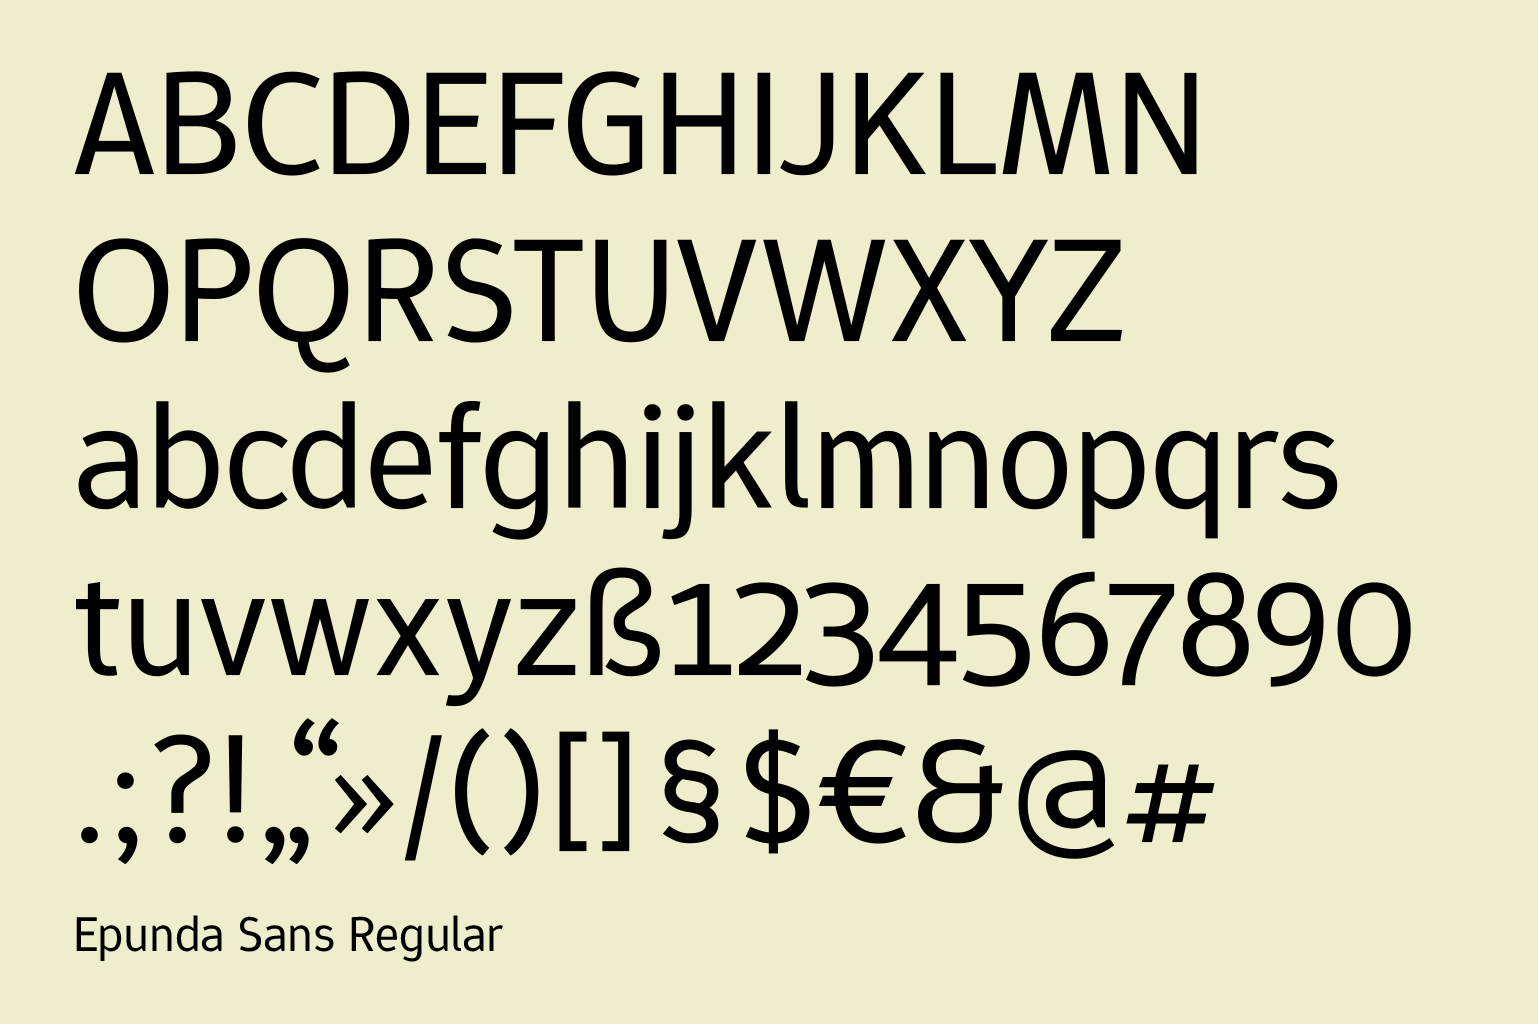 ABCDEFGHIJKLMN
OPQRSTUVWXYZ
abcdefghijklmnopqrs
tuvwxyzß1234567890
.;?!„“»/()[]§$€&@#
Epunda Sans Regular